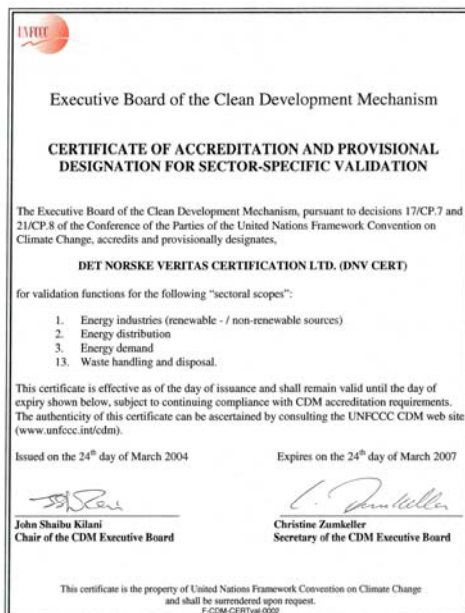 UNFCCC
Executive Board of the Clean Development Mechanism
CERTIFICATE OF ACCREDITATION AND PROVISIONAL
DESIGNATION FOR SECTOR-SPECIFIC VALIDATION
The Executive Board of the Clean Development Mechanism, pursuant to decisions 17/CP.7 and
21/CP.8 of the Conference of the Parties of the United Nations Framework Convention on
Climate Change, accredits and provisionally designates,
DET NORSKE VERITAS CERTIFICATION LTD. (DNV CERT)
for validation functions for the following "sectoral scopes":
1. Energy industries (renewable - / non-renewable sources)
2. Energy distribution
3. Energy demand
13. Waste handling and disposal.
This certificate is effective as of the day of issuance and shall remain valid until the day of
expiry shown below, subject to continuing compliance with CDM accreditation requirements.
The authenticity of this certificate can be ascertained by consulting the UNFCCC CDM web site
(www.unfccc.int/cdm).
Issued on the 24th day of March 2004 Expires on the 24th day of March 2007
John Shaibu Kilani Christine Zumkeller
Chair of the CDM Executive Board Secretary of the CDM Executive Board
This certificate is the property of United Nations Framework Convention on Climate Change
and shall be surrendered upon request.
F-CDM-CERTval-0002